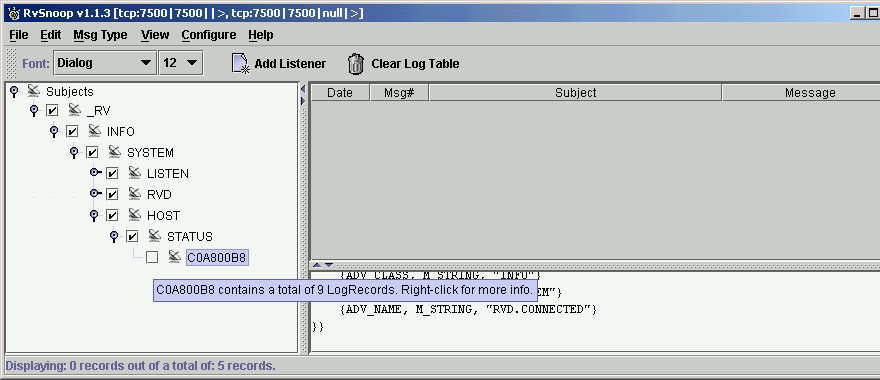 RvSnoop v1.1.3 [tcp:7500|7500||>, tcp:7500|7500|null|>]
File Edit Msg Type View Configure Help
Font: Dialog 12 Add Listener Clear Log Table
Subjects
_RV
INFO
SYSTEM
LISTEN
RVD
HOST
STATUS
C0A800B8
C0A800B8 contains a total of 9 LogRecords. Right-click for more info.
Date Msg# Subject Message
{ADV_CLASS, M_STRING, "INFO"}
EM"}
{ADV_NAME, M_STRING, "RVD.CONNECTED"}
}}
Displaying: 0 records out of a total of: 5 records.